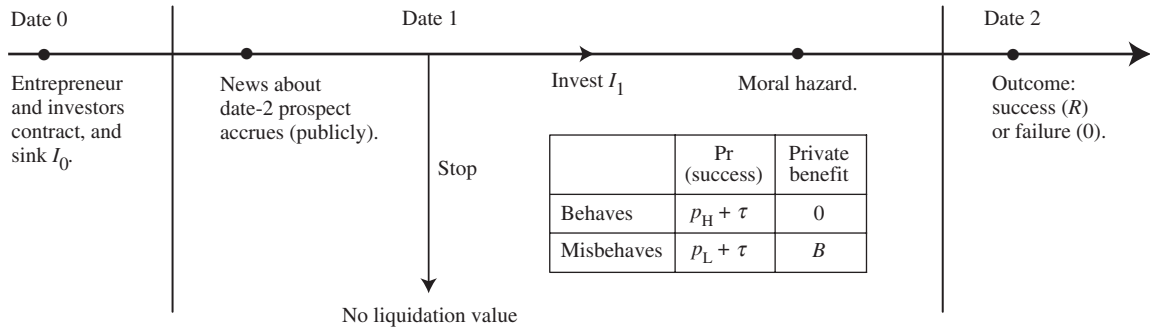 Date 0
Date 1
Date 2
Entrepreneur
and investors
contract, and
sink I₀.
News about
date-2 prospect
accrues (publicly).
Stop
No liquidation value
Invest I₁
Moral hazard.
Pr
(success)
Private
benefit
Behaves p_H + τ 0
Misbehaves p_L + τ B
Outcome:
success (R)
or failure (0).